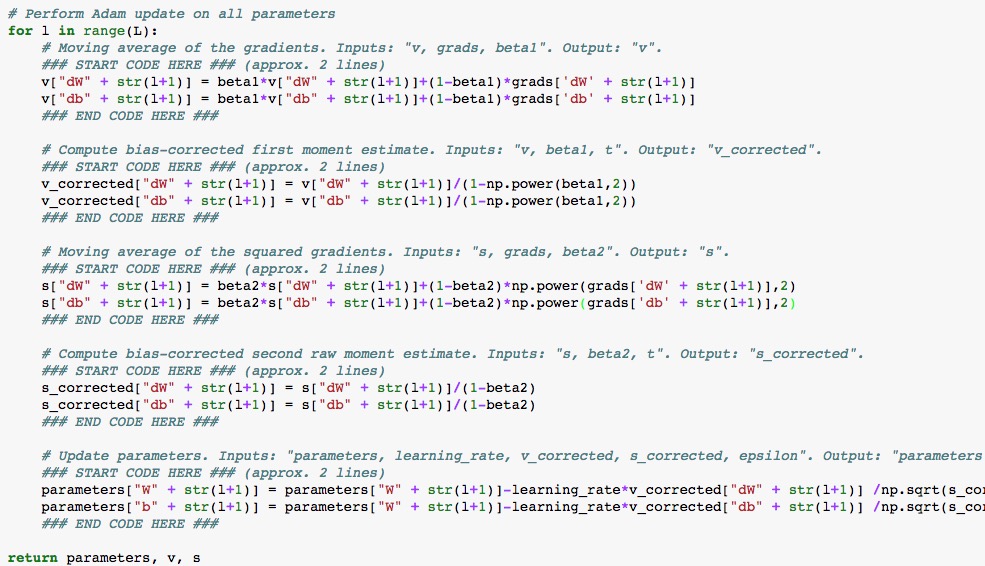 # Perform Adam update on all parameters
for l in range(L):
    # Moving average of the gradients. Inputs: "v, grads, beta1". Output: "v".
    ### START CODE HERE ### (approx. 2 lines)
    v["dW" + str(l+1)] = beta1*v["dW" + str(l+1)]+(1-beta1)*grads['dW' + str(l+1)]
    v["db" + str(l+1)] = beta1*v["db" + str(l+1)]+(1-beta1)*grads['db' + str(l+1)]
    ### END CODE HERE ###

    # Compute bias-corrected first moment estimate. Inputs: "v, beta1, t". Output: "v_corrected".
    ### START CODE HERE ### (approx. 2 lines)
    v_corrected["dW" + str(l+1)] = v["dW" + str(l+1)]/(1-np.power(beta1,2))
    v_corrected["db" + str(l+1)] = v["db" + str(l+1)]/(1-np.power(beta1,2))
    ### END CODE HERE ###

    # Moving average of the squared gradients. Inputs: "s, grads, beta2". Output: "s".
    ### START CODE HERE ### (approx. 2 lines)
    s["dW" + str(l+1)] = beta2*s["dW" + str(l+1)]+(1-beta2)*np.power(grads['dW' + str(l+1)],2)
    s["db" + str(l+1)] = beta2*s["db" + str(l+1)]+(1-beta2)*np.power(grads['db' + str(l+1)],2)
    ### END CODE HERE ###

    # Compute bias-corrected second raw moment estimate. Inputs: "s, beta2, t". Output: "s_corrected".
    ### START CODE HERE ### (approx. 2 lines)
    s_corrected["dW" + str(l+1)] = s["dW" + str(l+1)]/(1-beta2)
    s_corrected["db" + str(l+1)] = s["db" + str(l+1)]/(1-beta2)
    ### END CODE HERE ###

    # Update parameters. Inputs: "parameters, learning_rate, v_corrected, s_corrected, epsilon". Output: "parameters
    ### START CODE HERE ### (approx. 2 lines)
    parameters["W" + str(l+1)] = parameters["W" + str(l+1)]-learning_rate*v_corrected["dW" + str(l+1)] /np.sqrt(s_co
    parameters["b" + str(l+1)] = parameters["W" + str(l+1)]-learning_rate*v_corrected["db" + str(l+1)] /np.sqrt(s_co
    ### END CODE HERE ###

return parameters, v, s